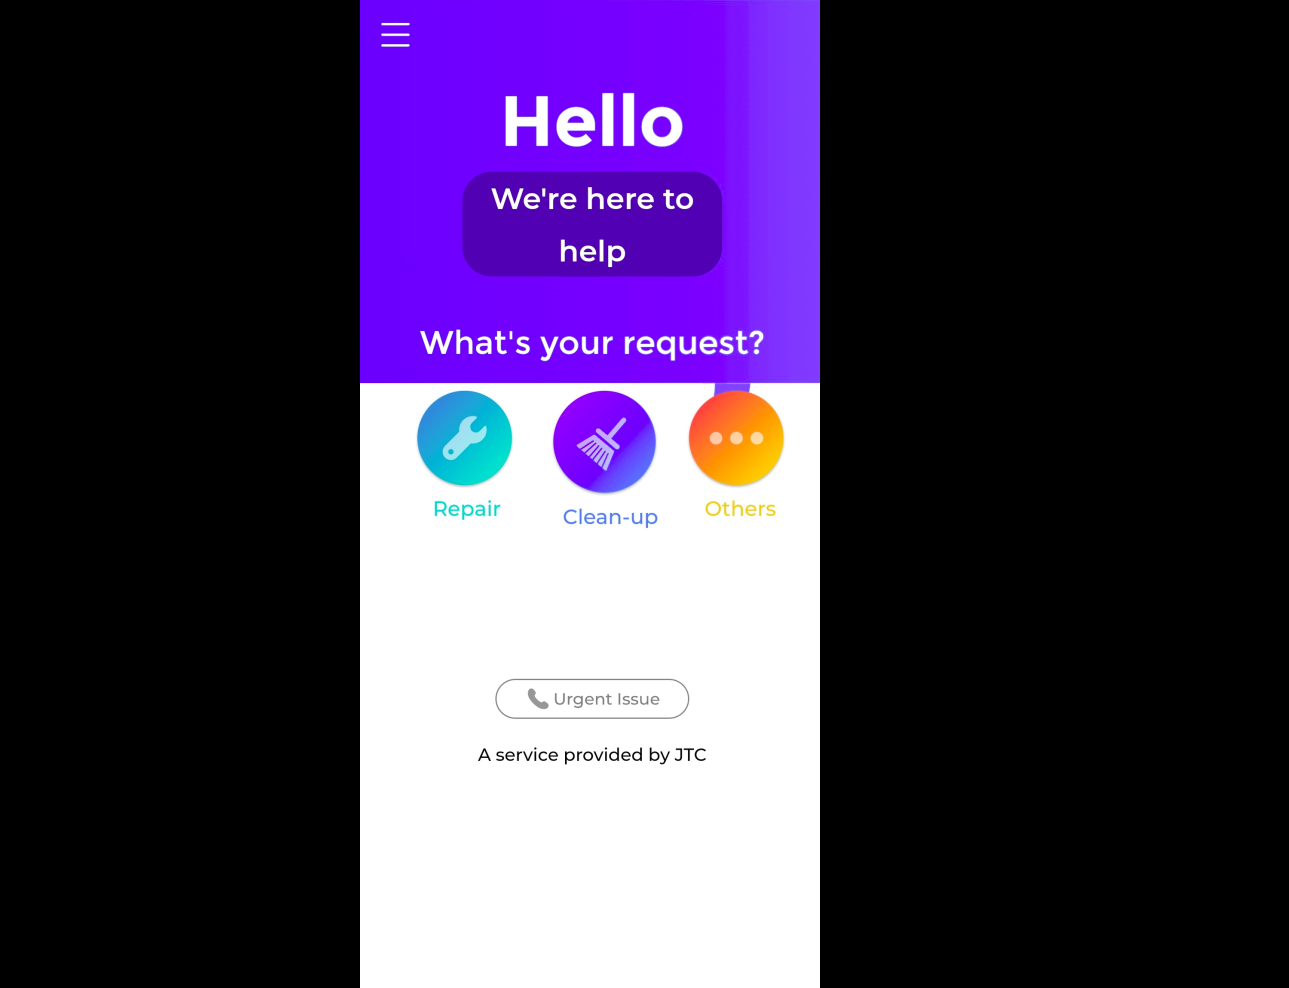 Hello
We're here to
help
What's your request?
Repair
Clean-up
Others
Urgent Issue
A service provided by JTC